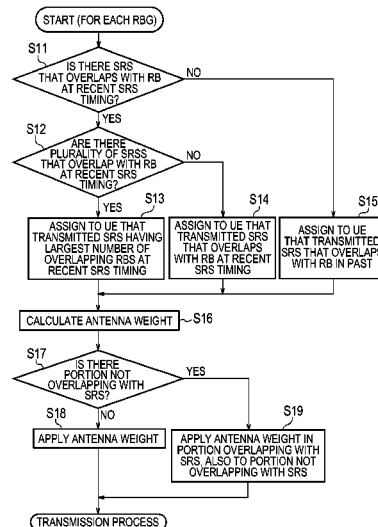 START (FOR EACH RBG)
S11
IS THERE SRS
THAT OVERLAPS WITH RB
AT RECENT SRS
TIMING?
NO
YES
S12
ARE THERE
PLURALITY OF SRSS
THAT OVERLAP WITH RB
AT RECENT SRS
TIMING?
NO
YES
S13
ASSIGN TO UE THAT
TRANSMITTED SRS HAVING
LARGEST NUMBER OF
OVERLAPPING RBS AT
RECENT SRS TIMING
S14
ASSIGN TO UE THAT
TRANSMITTED SRS
THAT OVERLAPS
WITH RB AT RECENT
SRS TIMING
S15
ASSIGN TO UE
THAT TRANSMITTED
SRS THAT OVERLAPS
WITH RB IN PAST
CALCULATE ANTENNA WEIGHT
S16
S17
IS THERE
PORTION NOT
OVERLAPPING WITH
SRS?
YES
NO
S18
APPLY ANTENNA WEIGHT
S19
APPLY ANTENNA WEIGHT IN
PORTION OVERLAPPING WITH
SRS, ALSO TO PORTION NOT
OVERLAPPING WITH SRS
TRANSMISSION PROCESS